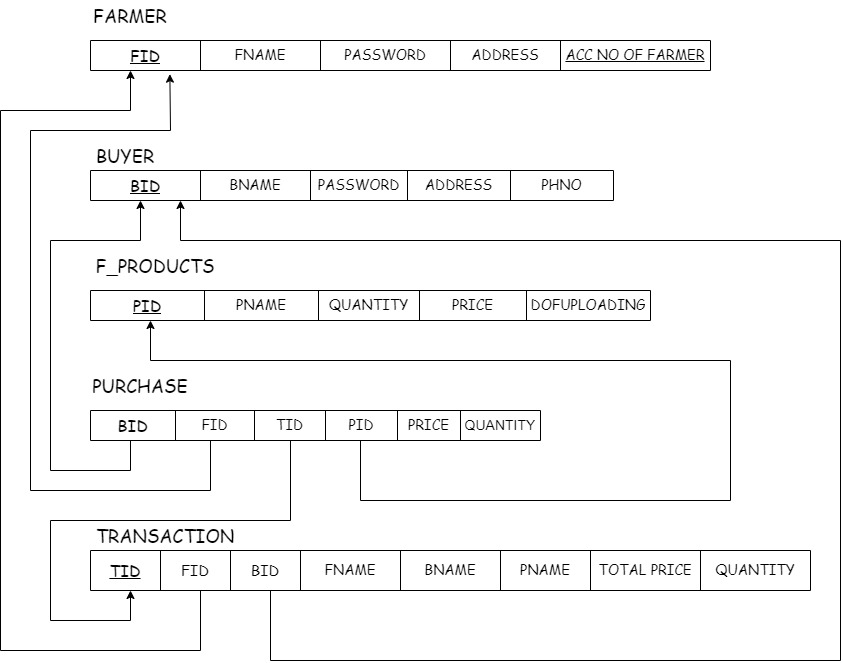 FARMER
FID FNAME PASSWORD ADDRESS ACC NO OF FARMER
BUYER
BID BNAME PASSWORD ADDRESS PHNO
F_PRODUCTS
PID PNAME QUANTITY PRICE DOFUPLOADING
PURCHASE
BID FID TID PID PRICE QUANTITY
TRANSACTION
TID FID BID FNAME BNAME PNAME TOTAL PRICE QUANTITY